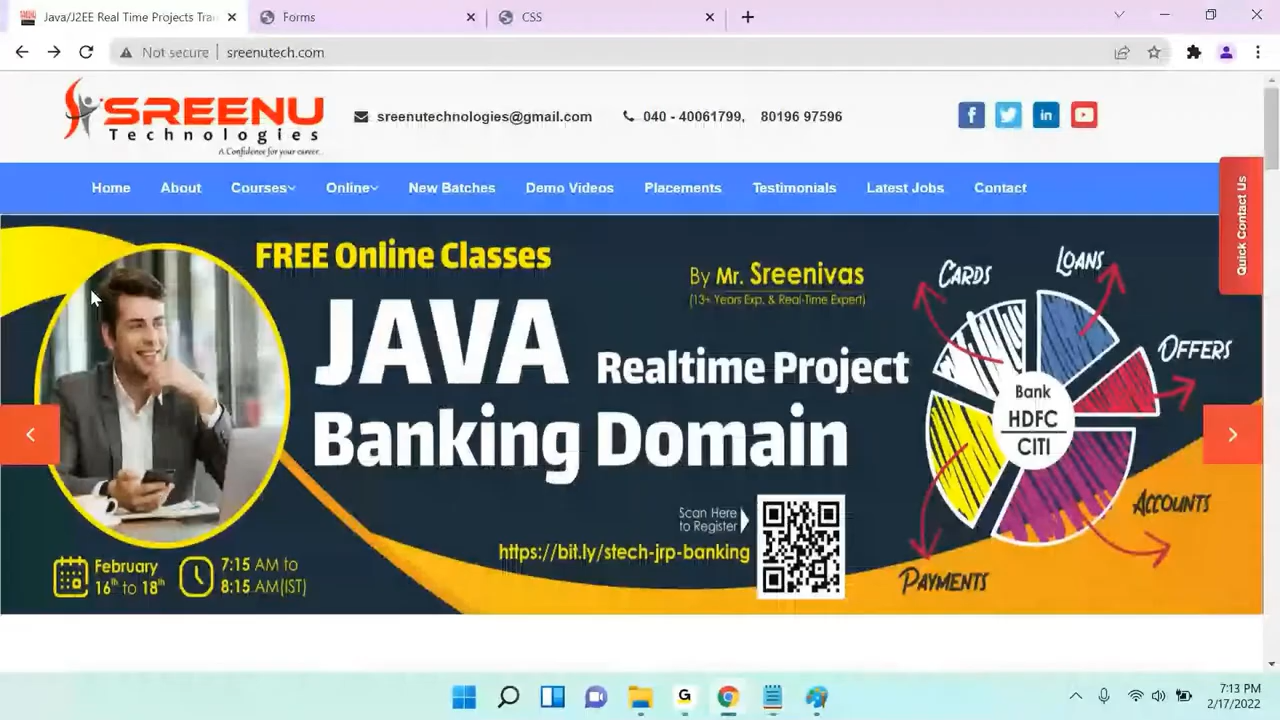 Java/J2EE Real Time Projects Trai
Forms
CSS
Not secure
sreenutech.com
SREENU
Technologies
A Confidence for your career...
sreenutechnologies@gmail.com
040 - 40061799, 80196 97596
Home
About
Courses
Online
New Batches
Demo Videos
Placements
Testimonials
Latest Jobs
Contact
Quick Contact Us
FREE Online Classes
By Mr. Sreenivas
(13+ Years Exp. & Real-Time Expert)
JAVA Realtime Project
Banking Domain
CARDS
LOANS
OFFERS
Bank
HDFC
CITI
ACCOUNTS
PAYMENTS
Scan Here
to Register
https://bit.ly/stech-jrp-banking
February
16th to 18th
7:15 AM to
8:15 AM(IST)
G
7:13 PM
2/17/2022